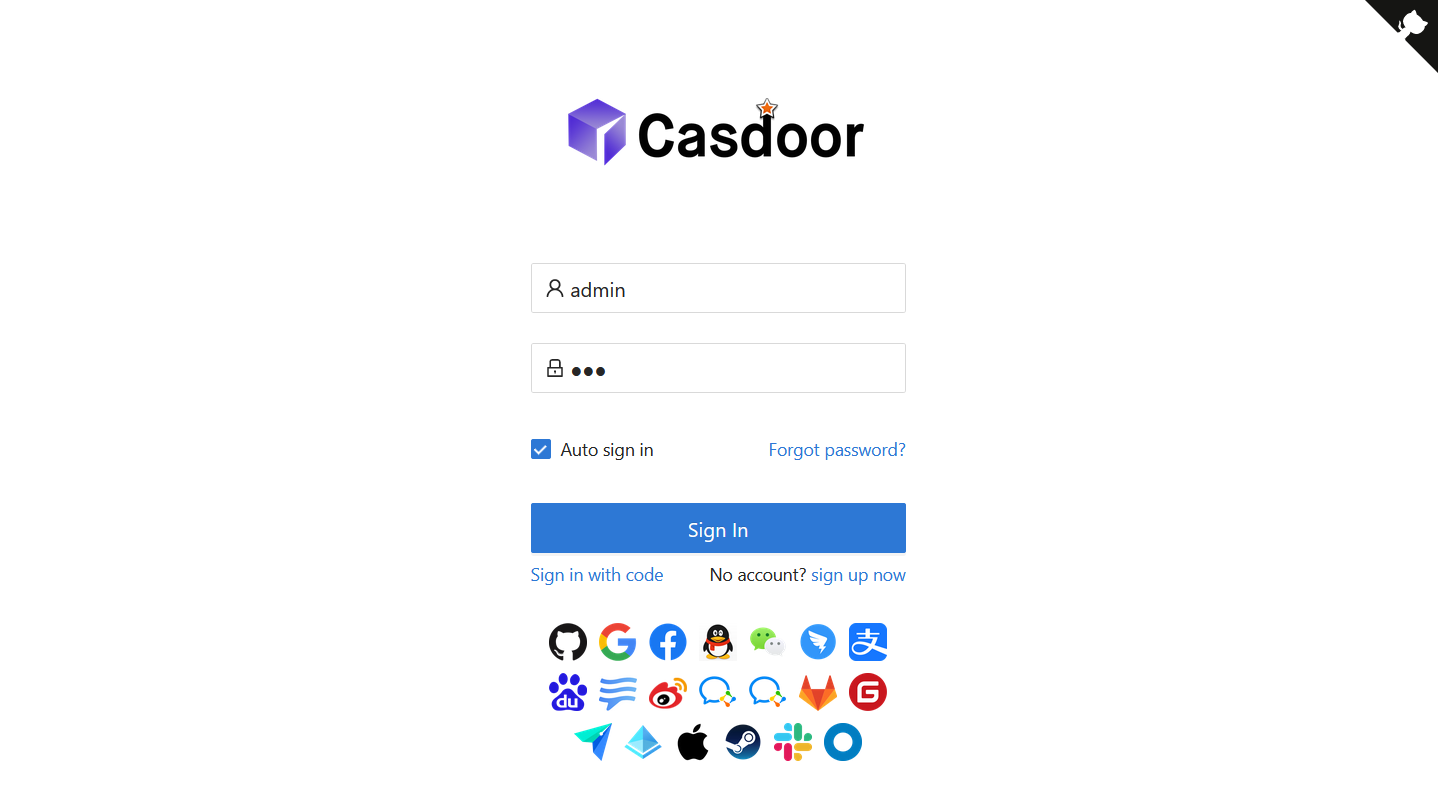 Casdoor
admin
Auto sign in
Forgot password?
Sign In
Sign in with code
No account? sign up now
支
du